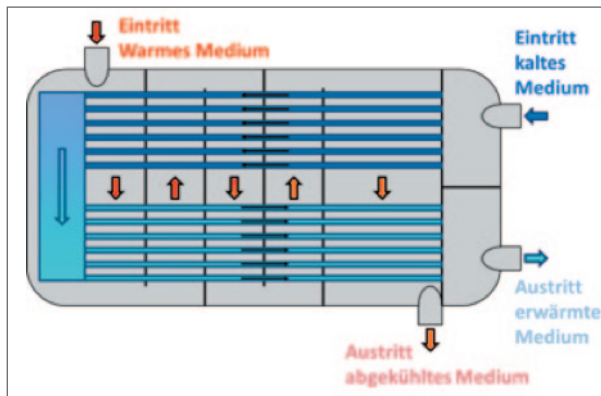 Eintritt
Warmes Medium
Eintritt
kaltes
Medium
Austritt
erwärmte
Medium
Austritt
abgekühltes Medium